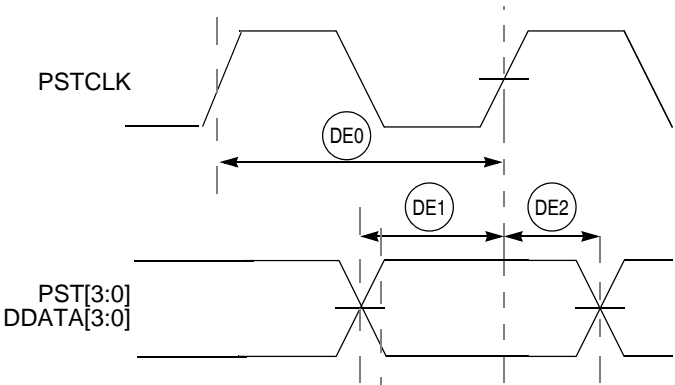 PSTCLK
DE0
DE1
DE2
PST[3:0]
DDATA[3:0]